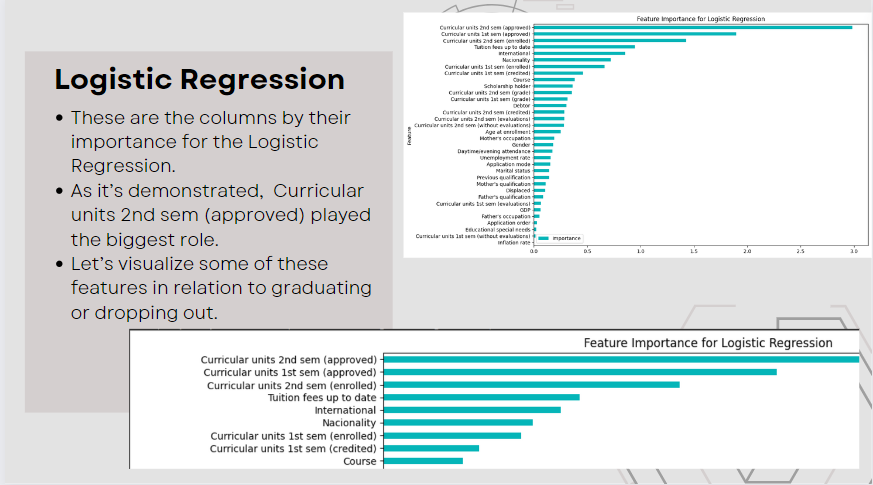 Logistic Regression
• These are the columns by their
importance for the Logistic
Regression.
• As it's demonstrated, Curricular
units 2nd sem (approved) played
the biggest role.
• Let's visualize some of these
features in relation to graduating
or dropping out.
Feature Importance for Logistic Regression
Feature
Curricular units 2nd sem (approved)
Curricular units 1st sem (approved)
Curricular units 2nd sem (enrolled)
Tuition fees up to date
International
Nacionality
Curricular units 1st sem (enrolled)
Curricular units 1st sem (credited)
Course
Scholarship holder
Curricular units 2nd sem (grade)
Curricular units 1st sem (grade)
Debtor
Curricular units 2nd sem (credited)
Curricular units 2nd sem (evaluations)
Curricular units 2nd sem (without evaluations)
Age at enrollment
Mother's occupation
Gender
Daytime/evening attendance
Unemployment rate
Application mode
Marital status
Previous qualification
Mother's qualification
Displaced
Father's qualification
Curricular units 1st sem (evaluations)
GDP
Father's occupation
Application order
Educational special needs
Curricular units 1st sem (without evaluations)
Inflation rate
Importance
0.0 0.5 1.0 1.5 2.0 2.5 3.0
Feature Importance for Logistic Regression
Curricular units 2nd sem (approved)
Curricular units 1st sem (approved)
Curricular units 2nd sem (enrolled)
Tuition fees up to date
International
Nacionality
Curricular units 1st sem (enrolled)
Curricular units 1st sem (credited)
Course